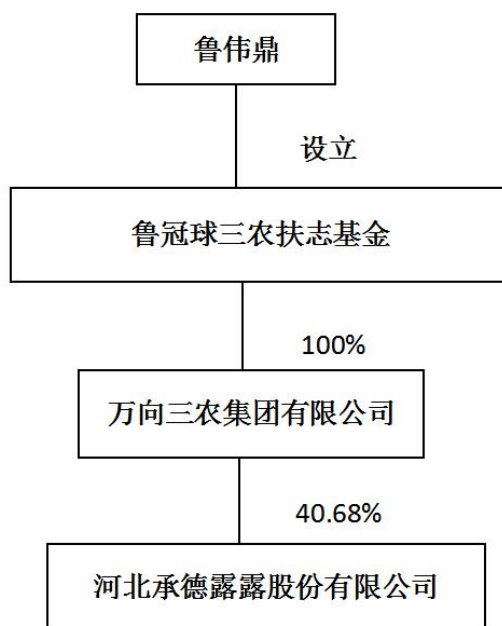 鲁伟鼎
设立
鲁冠球三农扶志基金
100%
万向三农集团有限公司
40.68%
河北承德露露股份有限公司